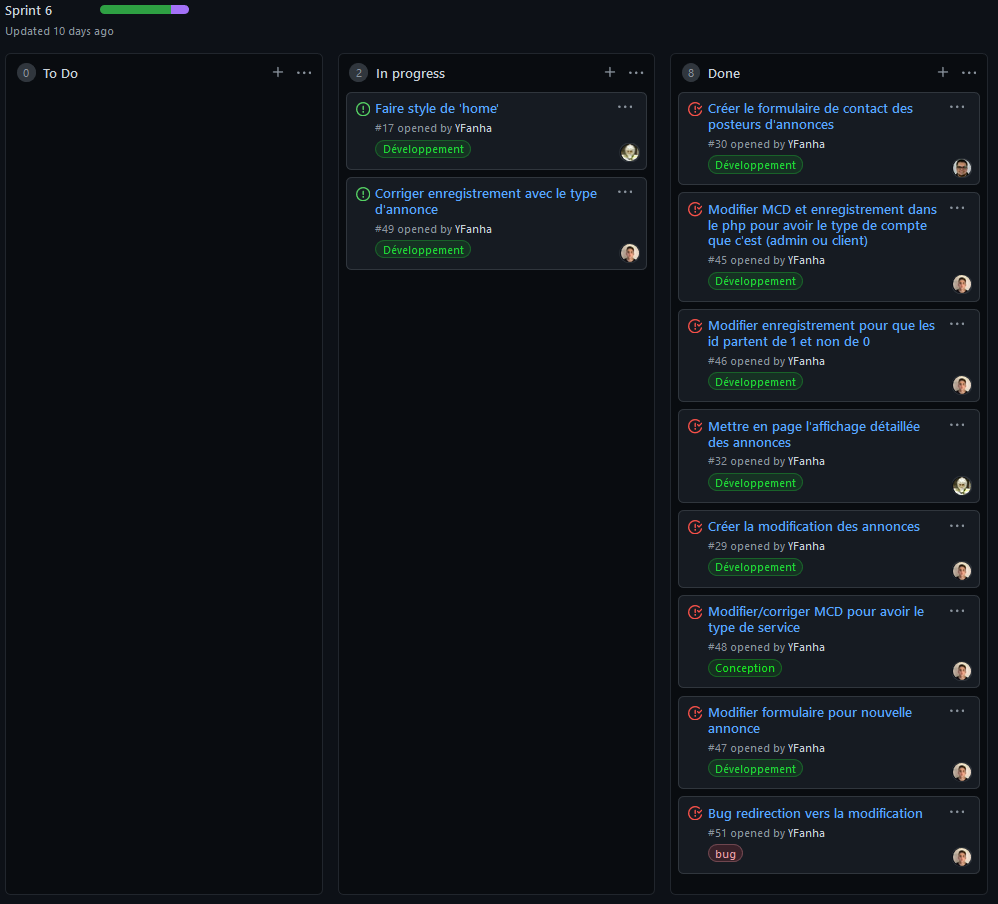 Sprint 6
Updated 10 days ago
0 To Do
2 In progress
Faire style de 'home'
#17 opened by YFanha
Développement
Corriger enregistrement avec le type
d'annonce
#49 opened by YFanha
Développement
8 Done
Créer le formulaire de contact des
posteurs d'annonces
#30 opened by YFanha
Développement
Modifier MCD et enregistrement dans
le php pour avoir le type de compte
que c'est (admin ou client)
#45 opened by YFanha
Développement
Modifier enregistrement pour que les
id partent de 1 et non de 0
#46 opened by YFanha
Développement
Mettre en page l'affichage détaillée
des annonces
#32 opened by YFanha
Développement
Créer la modification des annonces
#29 opened by YFanha
Développement
Modifier/corriger MCD pour avoir le
type de service
#48 opened by YFanha
Conception
Modifier formulaire pour nouvelle
annonce
#47 opened by YFanha
Développement
Bug redirection vers la modification
#51 opened by YFanha
bug